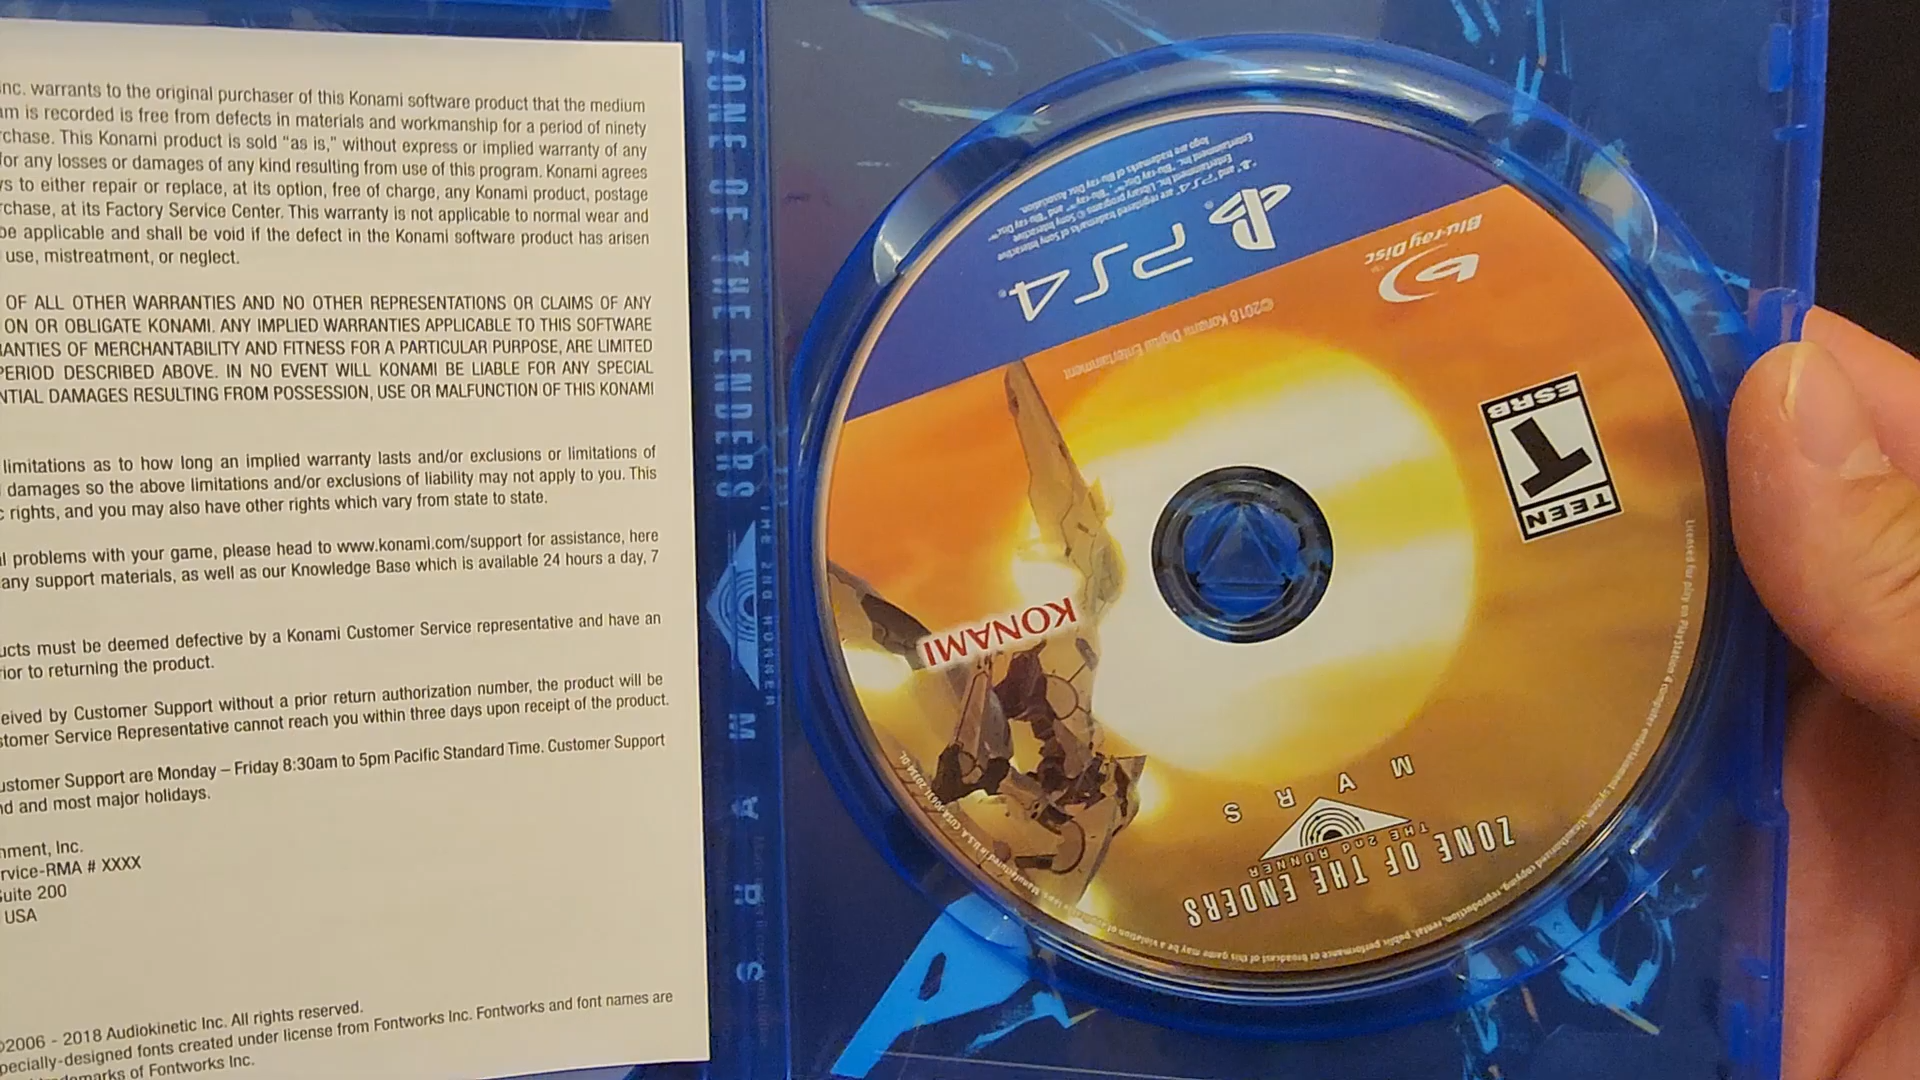 nc. warrants to the original purchaser of this Konami software product that the medium
am is recorded is free from defects in materials and workmanship for a period of ninety
rchase. This Konami product is sold “as is,” without express or implied warranty of any
for any losses or damages of any kind resulting from use of this program. Konami agrees
ys to either repair or replace, at its option, free of charge, any Konami product, postage
rchase, at its Factory Service Center. This warranty is not applicable to normal wear and
be applicable and shall be void if the defect in the Konami software product has arisen
use, mistreatment, or neglect.
OF ALL OTHER WARRANTIES AND NO OTHER REPRESENTATIONS OR CLAIMS OF ANY
ON OR OBLIGATE KONAMI. ANY IMPLIED WARRANTIES APPLICABLE TO THIS SOFTWARE
RANTIES OF MERCHANTABILITY AND FITNESS FOR A PARTICULAR PURPOSE, ARE LIMITED
PERIOD DESCRIBED ABOVE. IN NO EVENT WILL KONAMI BE LIABLE FOR ANY SPECIAL
NTIAL DAMAGES RESULTING FROM POSSESSION, USE OR MALFUNCTION OF THIS KONAMI
limitations as to how long an implied warranty lasts and/or exclusions or limitations of
damages so the above limitations and/or exclusions of liability may not apply to you. This
c rights, and you may also have other rights which vary from state to state.
al problems with your game, please head to www.konami.com/support for assistance, here
any support materials, as well as our Knowledge Base which is available 24 hours a day, 7
ucts must be deemed defective by a Konami Customer Service representative and have an
rior to returning the product.
eived by Customer Support without a prior return authorization number, the product will be
stomer Service Representative cannot reach you within three days upon receipt of the product.
ustomer Support are Monday – Friday 8:30am to 5pm Pacific Standard Time. Customer Support
nd and most major holidays.
nment, Inc.
rvice-RMA # XXXX
Suite 200
USA
©2006 - 2018 Audiokinetic Inc. All rights reserved.
pecially-designed fonts created under license from Fontworks Inc. Fontworks and font names are
demarks of Fontworks Inc.
ZONE OF THE ENDERS
THE 2nd RUNNER
MARS
ZONE OF THE ENDERS
THE 2nd RUNNER
M A R S
KONAMI
TEEN
T
ESRB
©2018 Konami Digital Entertainment
Blu-ray Disc
PS4